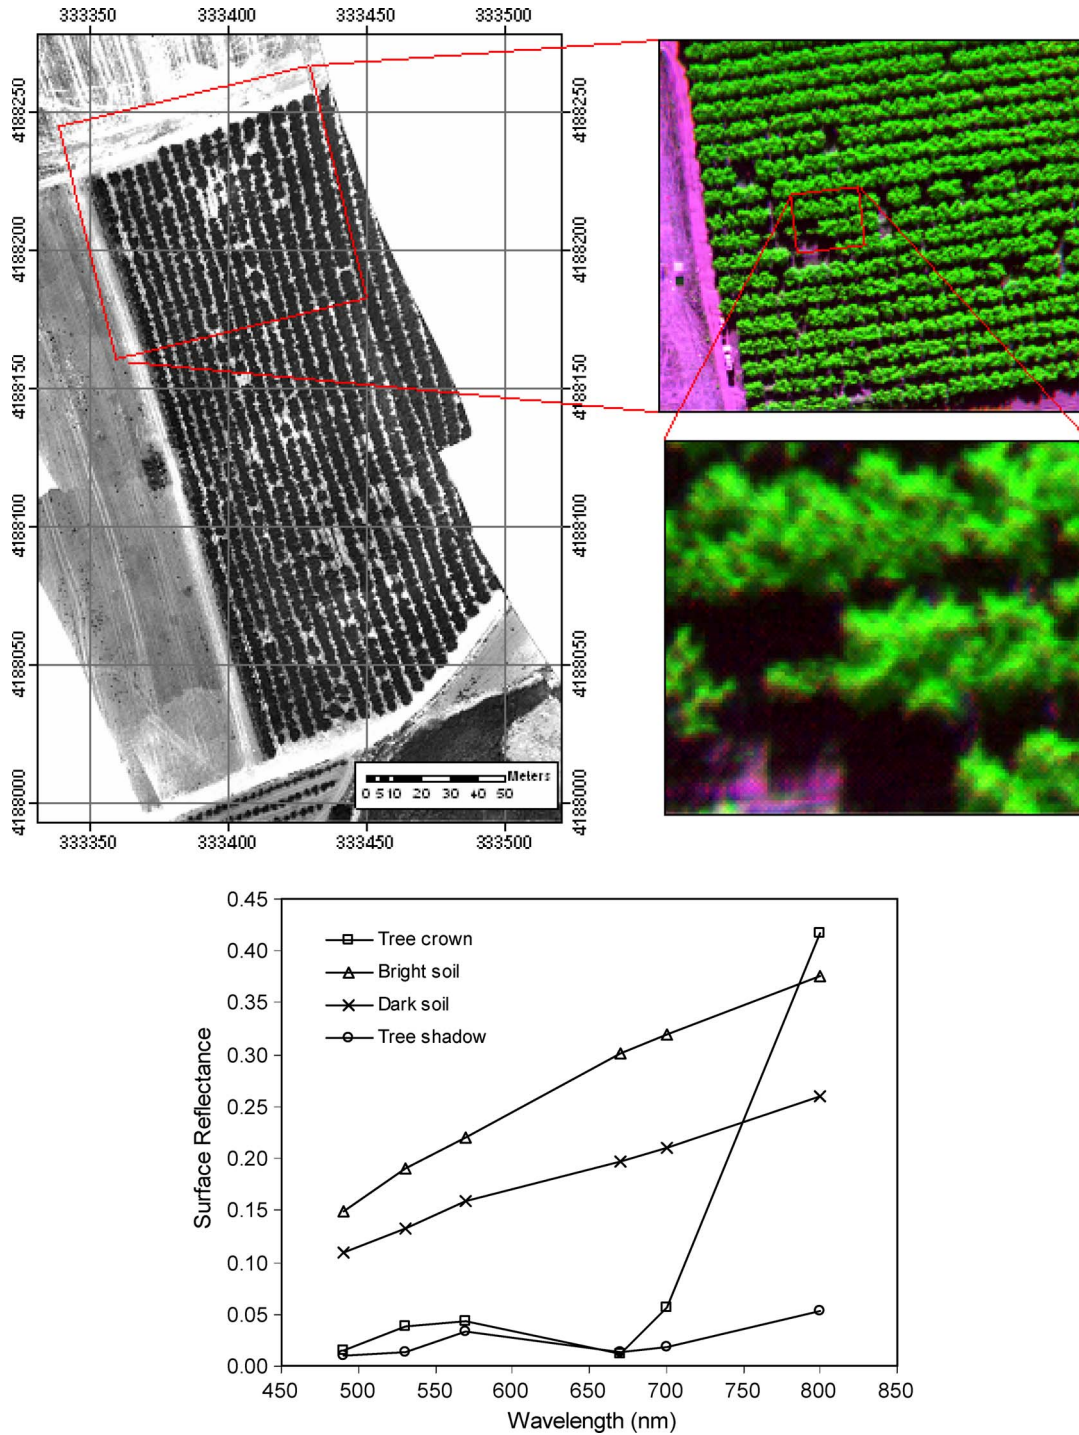 333350 333400 333450 333500
4188250 4188250
4188200 4188200
4188150 4188150
4188100 4188100
4188050 4188050
4188000 4188000
Meters
0 5 10 20 30 40 50
333350 333400 333450 333500
0.45
0.40
0.35
0.30
0.25
0.20
0.15
0.10
0.05
0.00
Surface Reflectance
Tree crown
Bright soil
Dark soil
Tree shadow
450 500 550 600 650 700 750 800 850
Wavelength (nm)